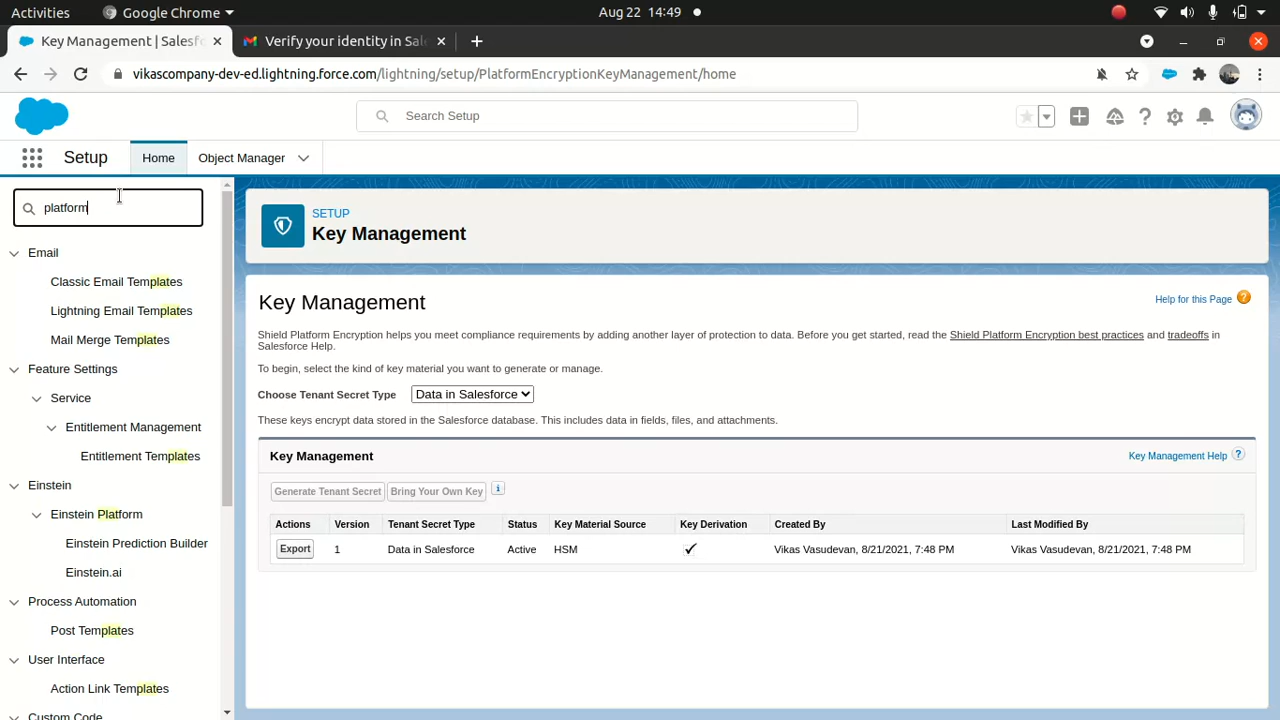 Activities
Google Chrome
Aug 22 14:49
Key Management | Salesf
Verify your identity in Sal
vikascompany-dev-ed.lightning.force.com/lightning/setup/PlatformEncryptionKeyManagement/home
Search Setup
Setup
Home
Object Manager
platform
Email
Classic Email Templates
Lightning Email Templates
Mail Merge Templates
Feature Settings
Service
Entitlement Management
Entitlement Templates
Einstein
Einstein Platform
Einstein Prediction Builder
Einstein.ai
Process Automation
Post Templates
User Interface
Action Link Templates
Custom Code
SETUP
Key Management
Key Management
Help for this Page
Shield Platform Encryption helps you meet compliance requirements by adding another layer of protection to data. Before you get started, read the Shield Platform Encryption best practices and tradeoffs in
Salesforce Help.
To begin, select the kind of key material you want to generate or manage.
Choose Tenant Secret Type Data in Salesforce
These keys encrypt data stored in the Salesforce database. This includes data in fields, files, and attachments.
Key Management
Key Management Help ?
Generate Tenant Secret Bring Your Own Key i
Actions Version Tenant Secret Type Status Key Material Source Key Derivation Created By Last Modified By
Export 1 Data in Salesforce Active HSM ✓ Vikas Vasudevan, 8/21/2021, 7:48 PM Vikas Vasudevan, 8/21/2021, 7:48 PM